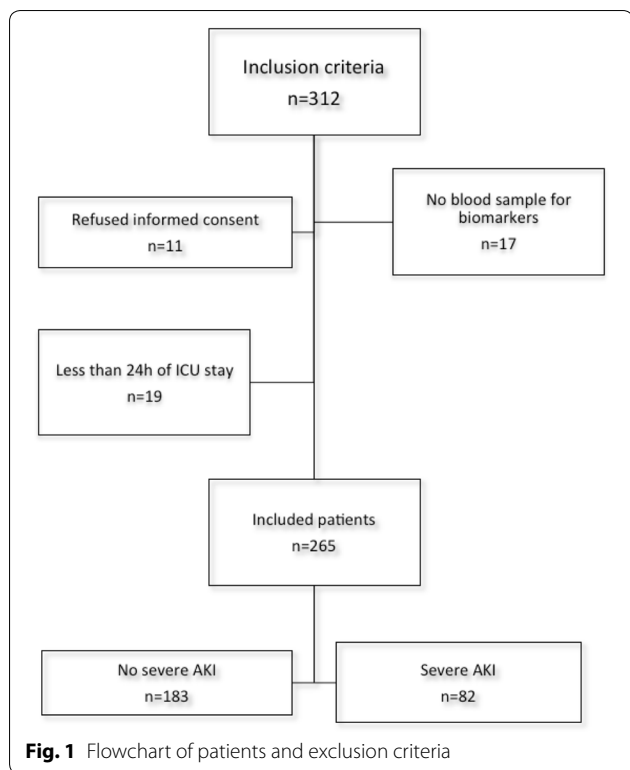 Inclusion criteria
n=312
Refused informed consent
n=11
No blood sample for
biomarkers
n=17
Less than 24h of ICU stay
n=19
Included patients
n=265
No severe AKI
n=183
Severe AKI
n=82
Fig. 1 Flowchart of patients and exclusion criteria